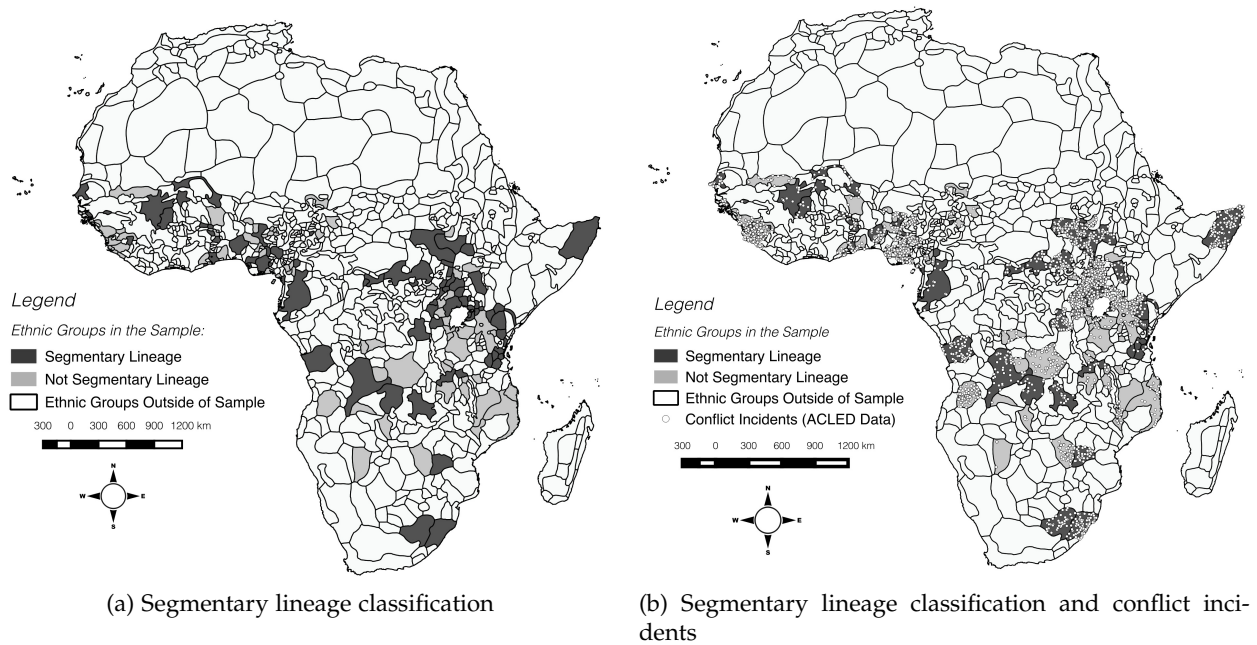 Legend
Ethnic Groups in the Sample:
Segmentary Lineage
Not Segmentary Lineage
Ethnic Groups Outside of Sample
300 0 300 600 900 1200 km
N
W E
S
(a) Segmentary lineage classification
Legend
Ethnic Groups in the Sample
Segmentary Lineage
Not Segmentary Lineage
Ethnic Groups Outside of Sample
Conflict Incidents (ACLED Data)
300 0 300 600 900 1200 km
N
W E
S
(b) Segmentary lineage classification and conflict inci-
dents